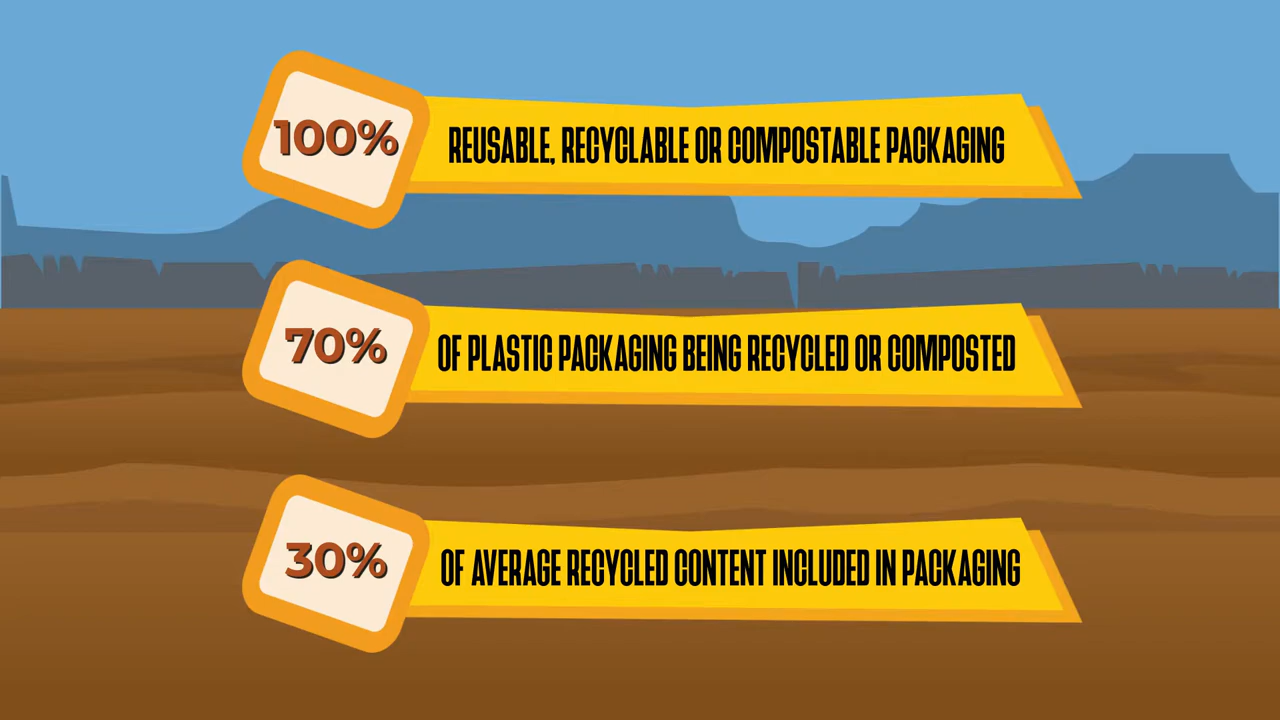 100%
REUSABLE, RECYCLABLE OR COMPOSTABLE PACKAGING
70%
OF PLASTIC PACKAGING BEING RECYCLED OR COMPOSTED
30%
OF AVERAGE RECYCLED CONTENT INCLUDED IN PACKAGING